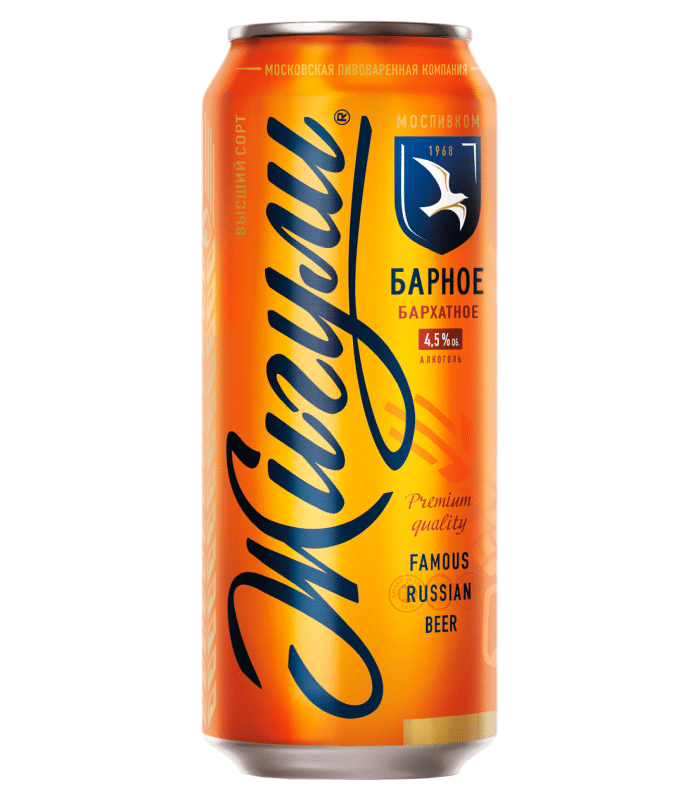 МОСКОВСКАЯ ПИВОВАРЕННАЯ КОМПАНИЯ
ВЫСШИЙ СОРТ
Жигули®
МОСПИВКОМ
1968
БАРНОЕ
БАРХАТНОЕ
4,5% Об.
АЛКОГОЛЬ
Premium
quality
FAMOUS
RUSSIAN
BEER